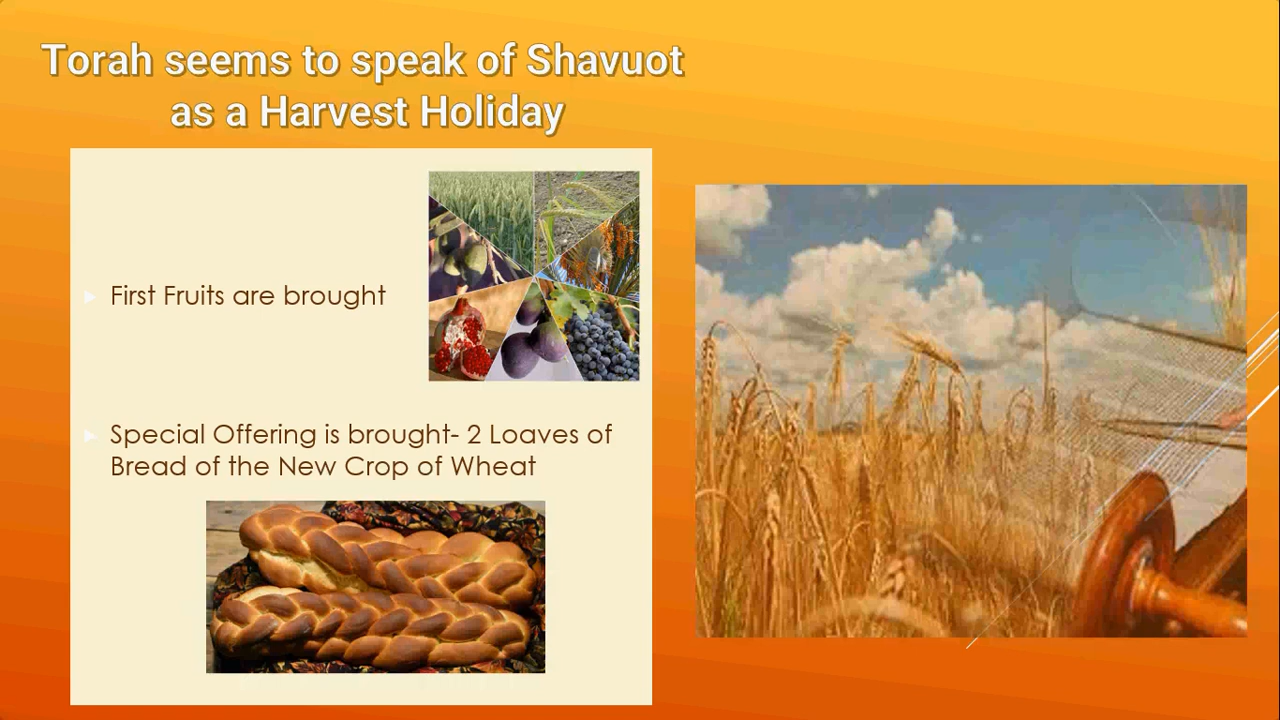 Torah seems to speak of Shavuot
as a Harvest Holiday
First Fruits are brought
Special Offering is brought- 2 Loaves of
Bread of the New Crop of Wheat